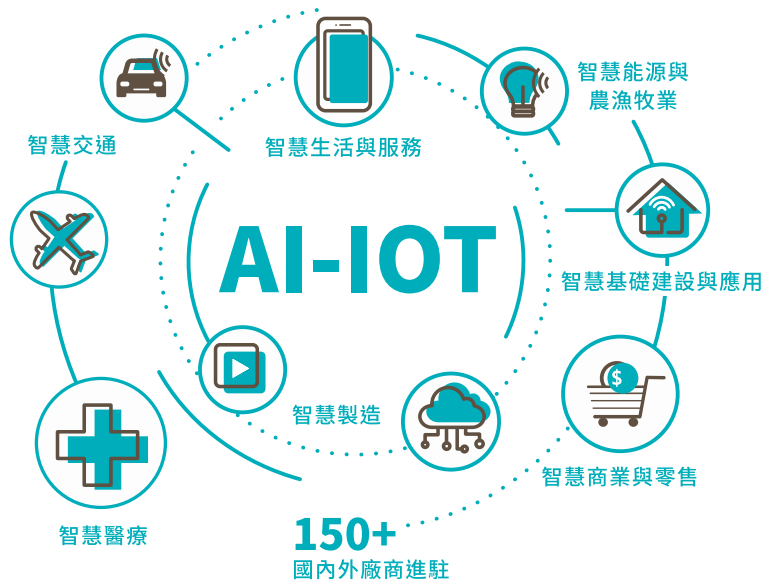 智慧能源與
農漁牧業
智慧交通
智慧生活與服務
AI-IOT
智慧基礎建設與應用
$
智慧製造
智慧商業與零售
智慧醫療
150+
國內外廠商進駐